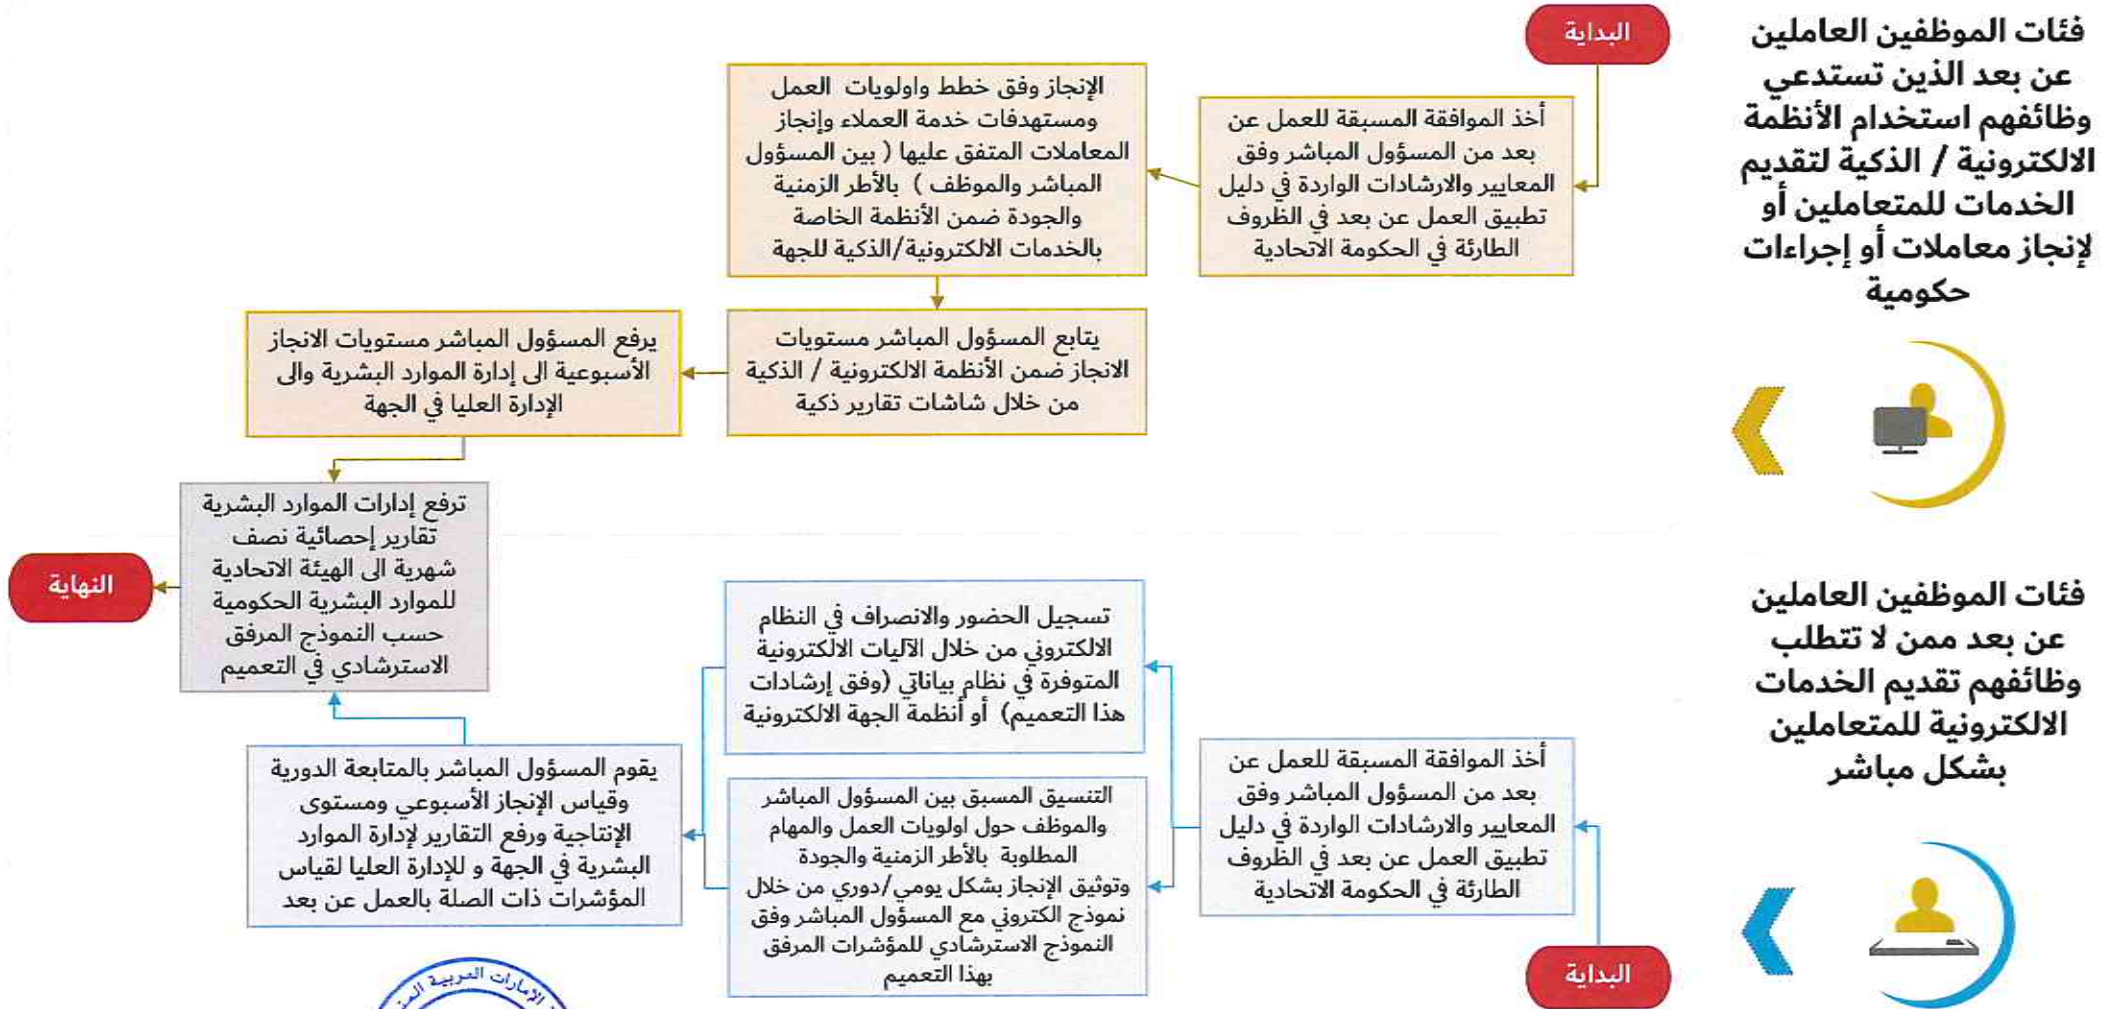 فئات الموظفين العاملين
عن بعد الذين تستدعي
وظائفهم استخدام الأنظمة
الالكترونية / الذكية لتقديم
الخدمات للمتعاملين أو
لإنجاز معاملات أو إجراءات
حكومية
البداية
أخذ الموافقة المسبقة للعمل عن
بعد من المسؤول المباشر وفق
المعايير والارشادات الواردة في دليل
تطبيق العمل عن بعد في الظروف
الطارئة في الحكومة الاتحادية
الإنجاز وفق خطط واولويات العمل
ومستهدفات خدمة العملاء وإنجاز
المعاملات المتفق عليها ( بين المسؤول
المباشر والموظف ) بالأطر الزمنية
والجودة ضمن الأنظمة الخاصة
بالخدمات الالكترونية/الذكية للجهة
يتابع المسؤول المباشر مستويات
الانجاز ضمن الأنظمة الالكترونية / الذكية
من خلال شاشات تقارير ذكية
يرفع المسؤول المباشر مستويات الانجاز
الأسبوعية الى إدارة الموارد البشرية والى
الإدارة العليا في الجهة
ترفع إدارات الموارد البشرية
تقارير إحصائية نصف
شهرية الى الهيئة الاتحادية
للموارد البشرية الحكومية
حسب النموذج المرفق
الاسترشادي في التعميم
النهاية
فئات الموظفين العاملين
عن بعد ممن لا تتطلب
وظائفهم تقديم الخدمات
الالكترونية للمتعاملين
بشكل مباشر
البداية
أخذ الموافقة المسبقة للعمل عن
بعد من المسؤول المباشر وفق
المعايير والارشادات الواردة في دليل
تطبيق العمل عن بعد في الظروف
الطارئة في الحكومة الاتحادية
تسجيل الحضور والانصراف في النظام
الالكتروني من خلال الآليات الالكترونية
المتوفرة في نظام بياناتي (وفق إرشادات
هذا التعميم) أو أنظمة الجهة الالكترونية
التنسيق المسبق بين المسؤول المباشر
والموظف حول اولويات العمل والمهام
المطلوبة بالأطر الزمنية والجودة
وتوثيق الإنجاز بشكل يومي/دوري من خلال
نموذج الكتروني مع المسؤول المباشر وفق
النموذج الاسترشادي للمؤشرات المرفق
بهذا التعميم
يقوم المسؤول المباشر بالمتابعة الدورية
وقياس الإنجاز الأسبوعي ومستوى
الإنتاجية ورفع التقارير لإدارة الموارد
البشرية في الجهة و للإدارة العليا لقياس
المؤشرات ذات الصلة بالعمل عن بعد
الإمارات العربية